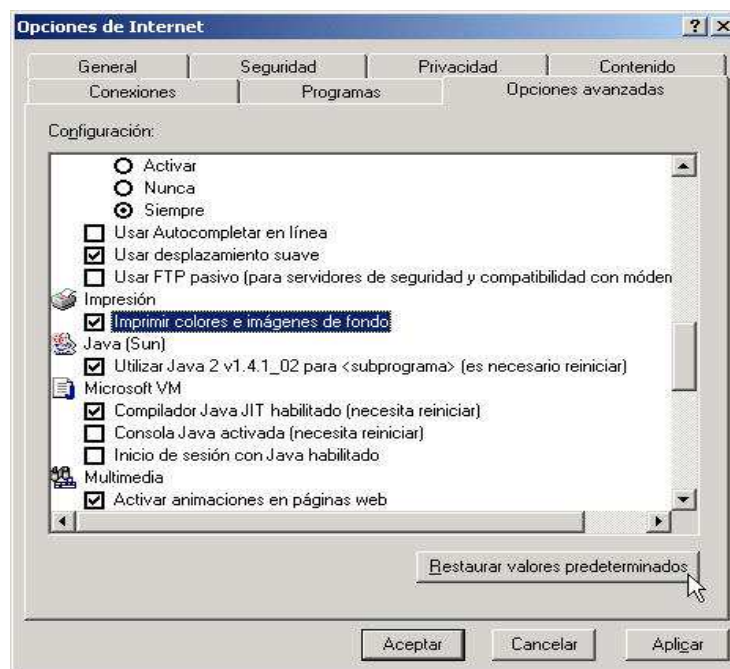 Opciones de Internet
General Seguridad Privacidad Contenido
Conexiones Programas Opciones avanzadas
Configuración:
Activar
Nunca
Siempre
Usar Autocompletar en línea
Usar desplazamiento suave
Usar FTP pasivo (para servidores de seguridad y compatibilidad con móden
Impresión
Imprimir colores e imágenes de fondo
Java (Sun)
Utilizar Java 2 v1.4.1_02 para <subprograma> (es necesario reiniciar)
Microsoft VM
Compilador Java JIT habilitado (necesita reiniciar)
Consola Java activada (necesita reiniciar)
Inicio de sesión con Java habilitado
Multimedia
Activar animaciones en páginas web
Restaurar valores predeterminados
Aceptar Cancelar Aplicar